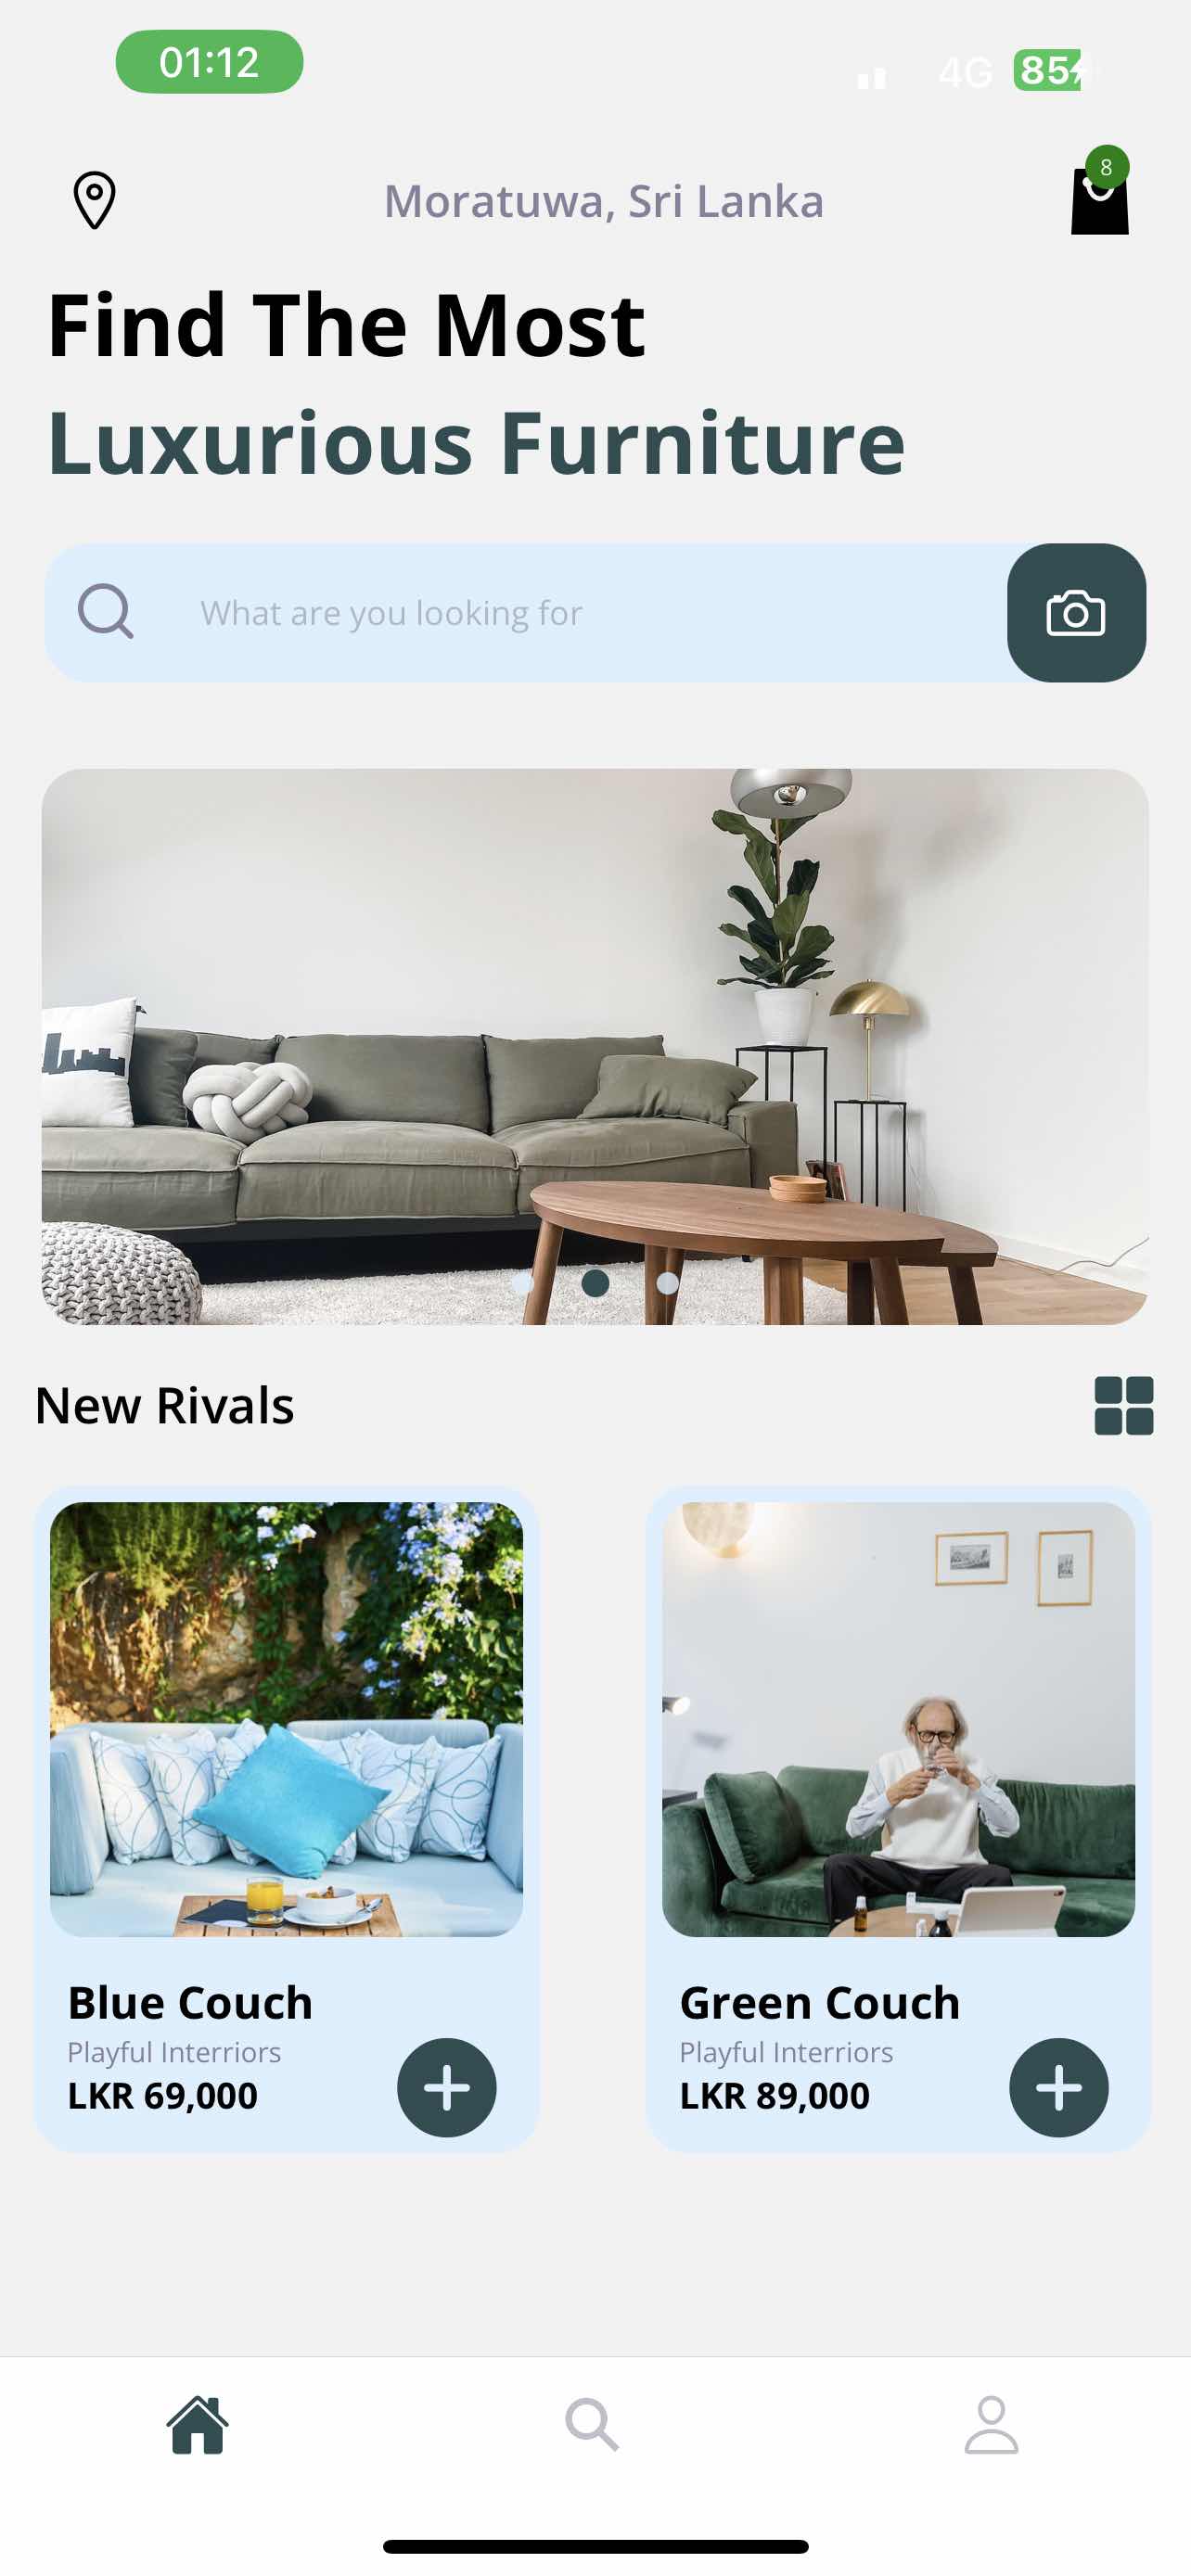 01:12
4G 85
Moratuwa, Sri Lanka
8
Find The Most
Luxurious Furniture
What are you looking for
New Rivals
Blue Couch
Playful Interriors
LKR 69,000
Green Couch
Playful Interriors
LKR 89,000